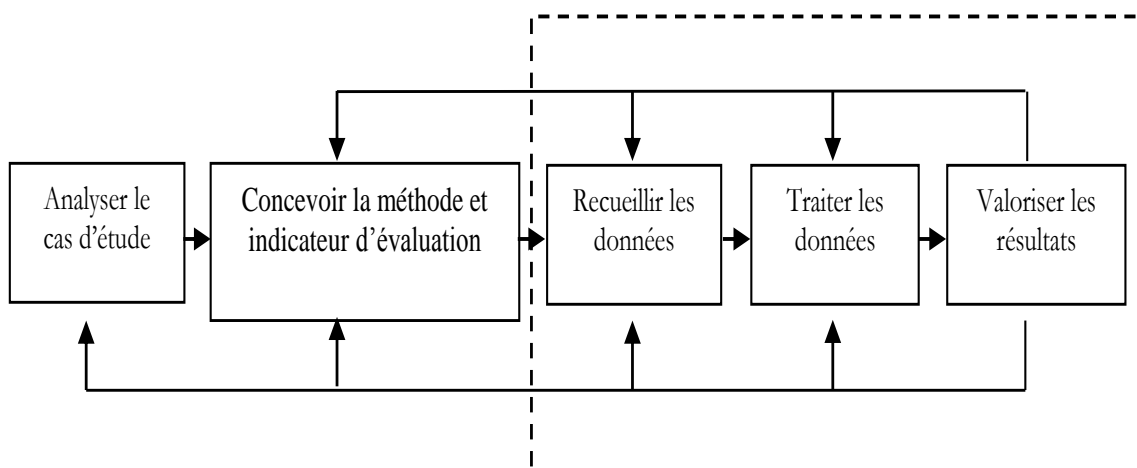 Analyser le
cas d'étude
Concevoir la méthode et
indicateur d'évaluation
Recueillir les
données
Traiter les
données
Valoriser les
résultats